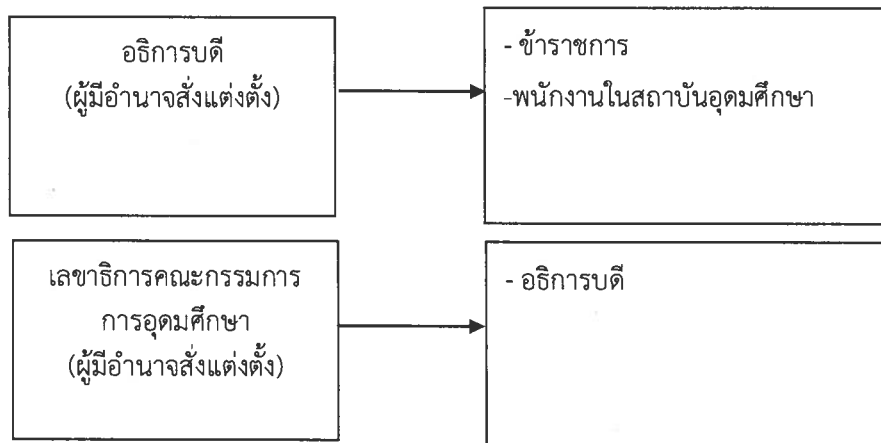 อธิการบดี
(ผู้มีอำนาจสั่งแต่งตั้ง)
- ข้าราชการ
-พนักงานในสถาบันอุดมศึกษา
เลขาธิการคณะกรรมการ
การอุดมศึกษา
(ผู้มีอำนาจสั่งแต่งตั้ง)
- อธิการบดี